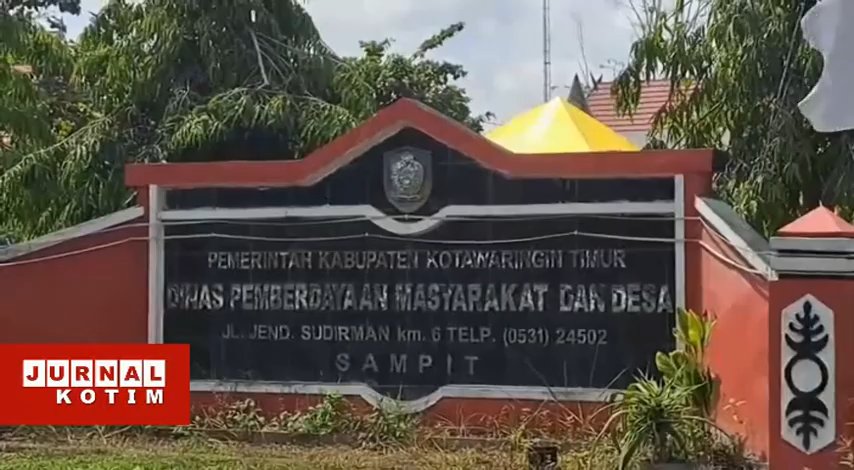 PEMERINTAH KABUPATEN KOTAWARINGIN TIMUR
DINAS PEMBERDAYAAN MASYARAKAT DAN DESA
JL. JEND. SUDIRMAN KM. 6 TELP. (0531) 24502
SAMPIT
JURNAL
KOTIM